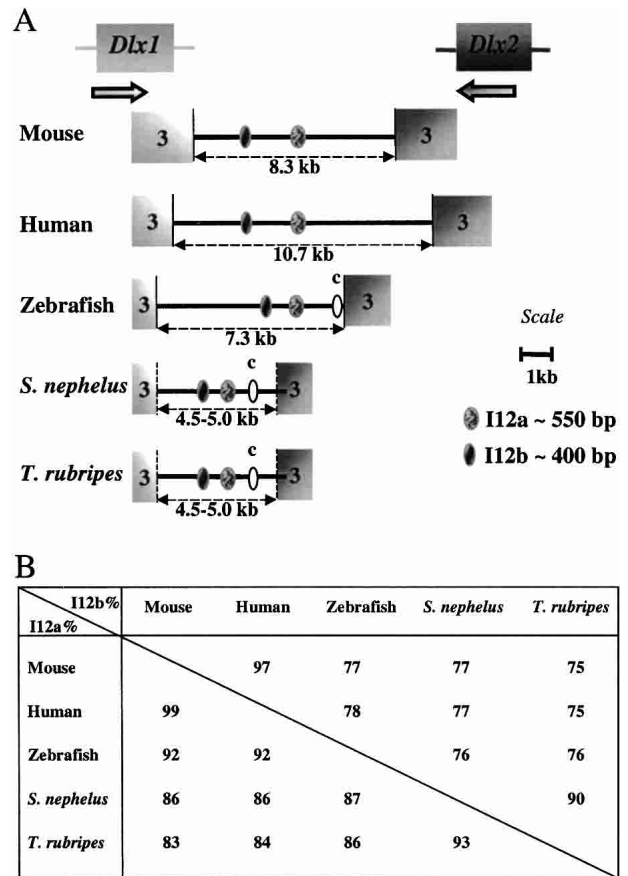 A
Dlx1 Dlx2
Mouse 3 3
8.3 kb
Human 3 3
10.7 kb
c
Zebrafish 3 3
7.3 kb
Scale
1kb
c
S. nephelus 3 3
4.5-5.0 kb
I12a ~ 550 bp
I12b ~ 400 bp
c
T. rubripes 3 3
4.5-5.0 kb
B
I12b% Mouse Human Zebrafish S. nephelus T. rubripes
I12a%
Mouse 97 77 77 75
Human 99 78 77 75
Zebrafish 92 92 76 76
S. nephelus 86 86 87 90
T. rubripes 83 84 86 93